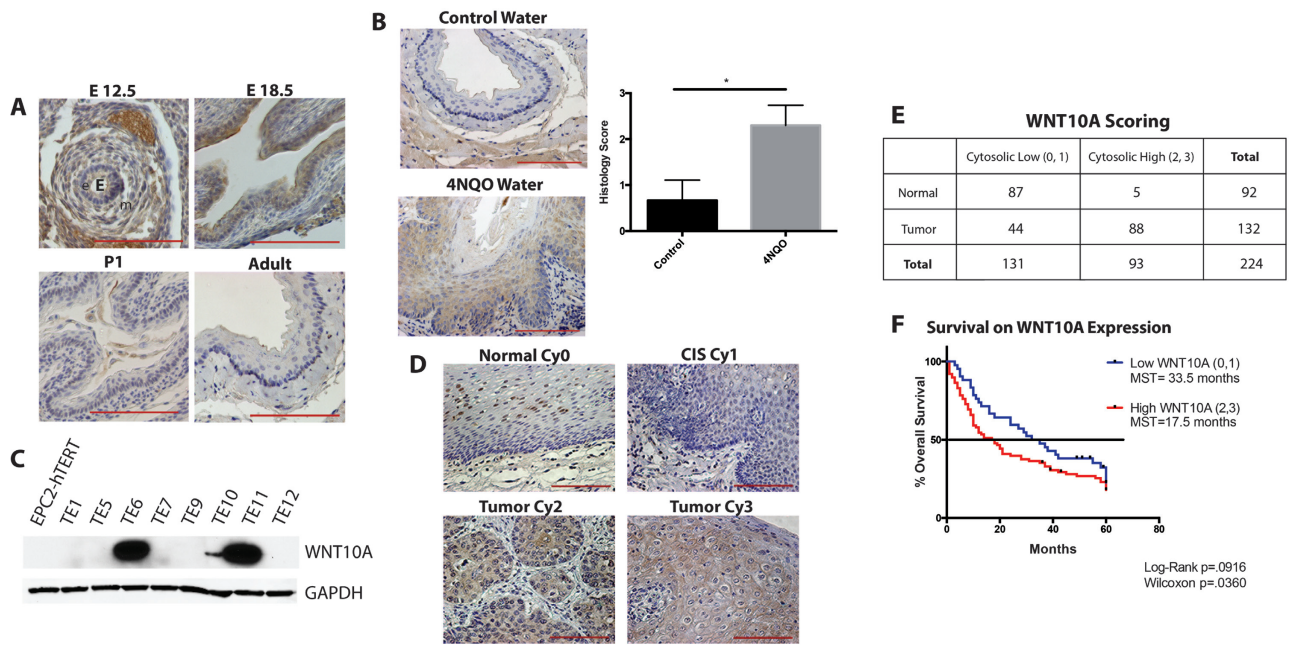 A
E 12.5
E 18.5
e
E
m
P1
Adult
B
Control Water
4NQO Water
Histology Score
3
2
1
0
*
Control
4NQO
C
EPC2-hTERT
TE1
TE5
TE6
TE7
TE9
TE10
TE11
TE12
WNT10A
GAPDH
D
Normal Cy0
CIS Cy1
Tumor Cy2
Tumor Cy3
E
WNT10A Scoring
Cytosolic Low (0, 1) Cytosolic High (2, 3) Total
Normal 87 5 92
Tumor 44 88 132
Total 131 93 224
F
Survival on WNT10A Expression
% Overall Survival
100
50
0
0 20 40 60 80
Months
Low WNT10A (0,1)
MST= 33.5 months
High WNT10A (2,3)
MST=17.5 months
Log-Rank p=.0916
Wilcoxon p=.0360